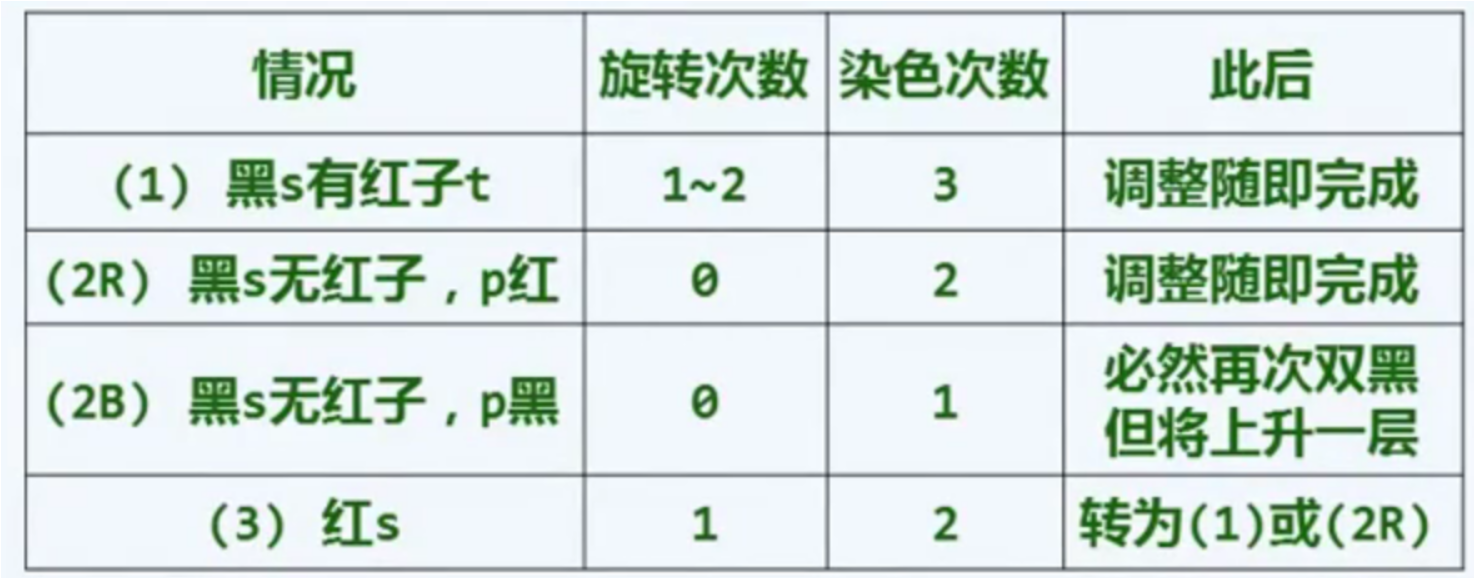 情况 旋转次数 染色次数 此后
(1) 黑s有红子t 1~2 3 调整随即完成
(2R) 黑s无红子，p红 0 2 调整随即完成
(2B) 黑s无红子，p黑 0 1 必然再次双黑
但将上升一层
(3) 红s 1 2 转为(1)或(2R)